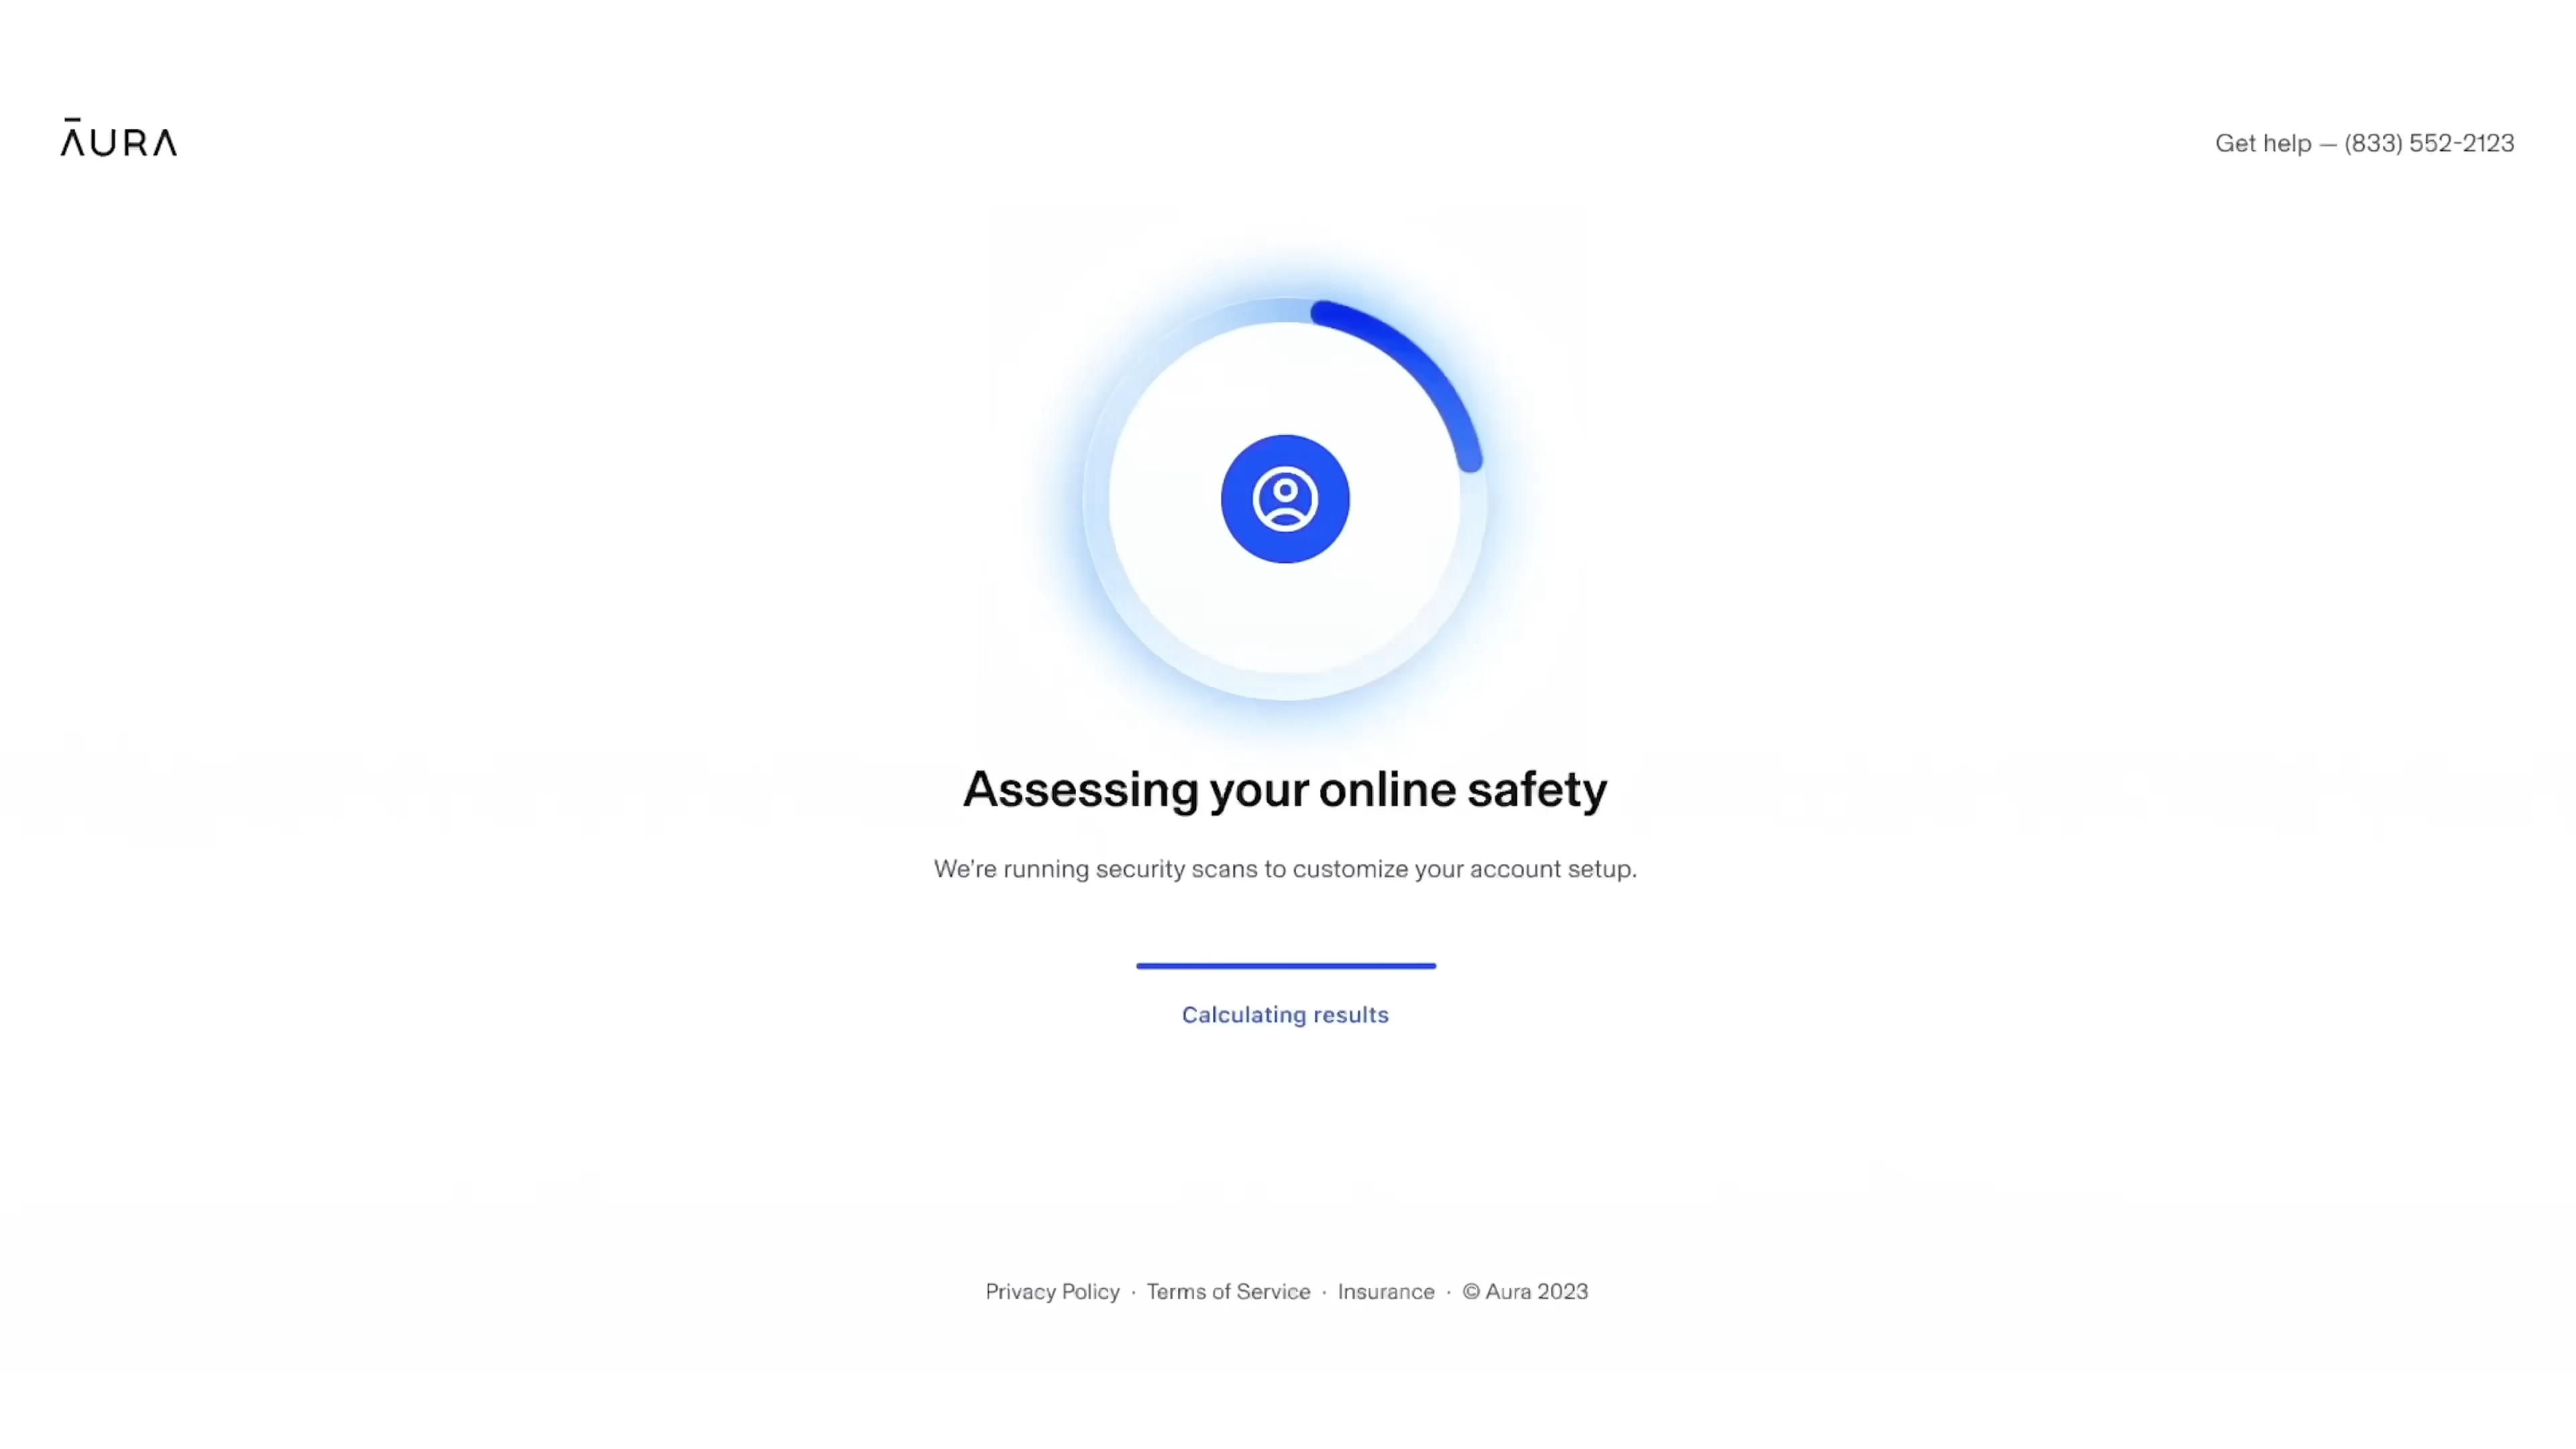 ĀURA
Get help — (833) 552-2123
Assessing your online safety
We're running security scans to customize your account setup.
Calculating results
Privacy Policy · Terms of Service · Insurance · © Aura 2023